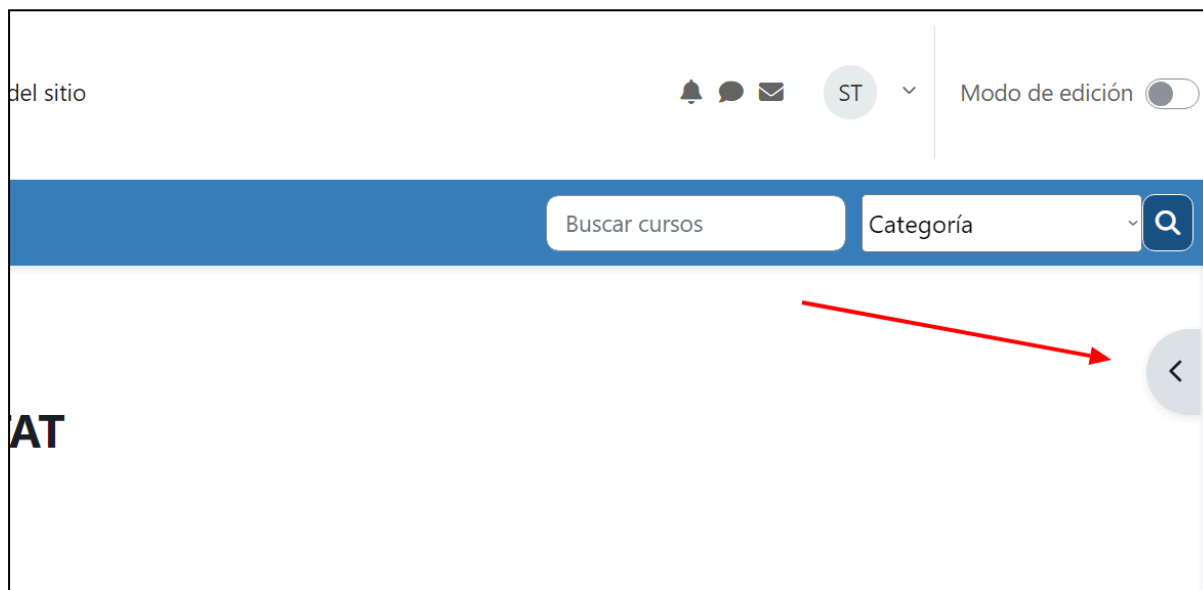 del sitio
ST
Modo de edición
Buscar cursos
Categoría
AT